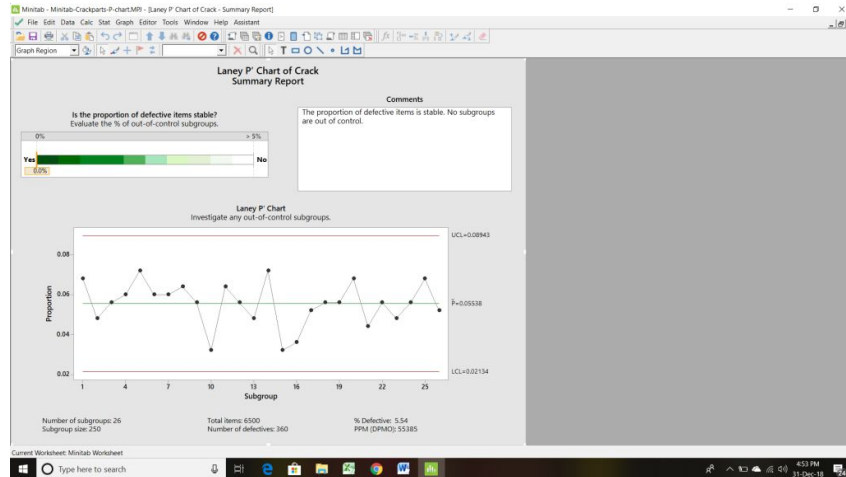 Minitab - Minitab-Crackparts-P-chart.MPJ - [Laney P' Chart of Crack - Summary Report]
File Edit Data Calc Stat Graph Editor Tools Window Help Assistant
Graph Region
Laney P' Chart of Crack
Summary Report
Is the proportion of defective items stable?
Evaluate the % of out-of-control subgroups.
0% > 5%
Yes No
0.0%
Comments
The proportion of defective items is stable. No subgroups
are out of control.
Laney P' Chart
Investigate any out-of-control subgroups.
UCL=0.08943
0.08
0.06
P̄=0.05538
0.04
0.02
LCL=0.02134
Proportion
1 4 7 10 13 16 19 22 25
Subgroup
Number of subgroups: 26 Total items: 6500 % Defective: 5.54
Subgroup size: 250 Number of defectives: 360 PPM (DPMO): 55385
Current Worksheet: Minitab Worksheet
Type here to search
4:53 PM
31-Dec-18